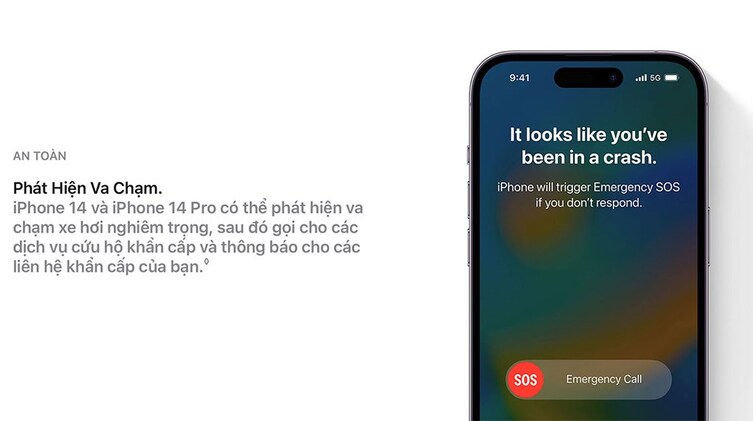 AN TOÀN
Phát Hiện Va Chạm.
iPhone 14 và iPhone 14 Pro có thể phát hiện va
chạm xe hơi nghiêm trọng, sau đó gọi cho các
dịch vụ cứu hộ khẩn cấp và thông báo cho các
liên hệ khẩn cấp của bạn.◊
9:41 5G
It looks like you’ve
been in a crash.
iPhone will trigger Emergency SOS
if you don’t respond.
SOS Emergency Call